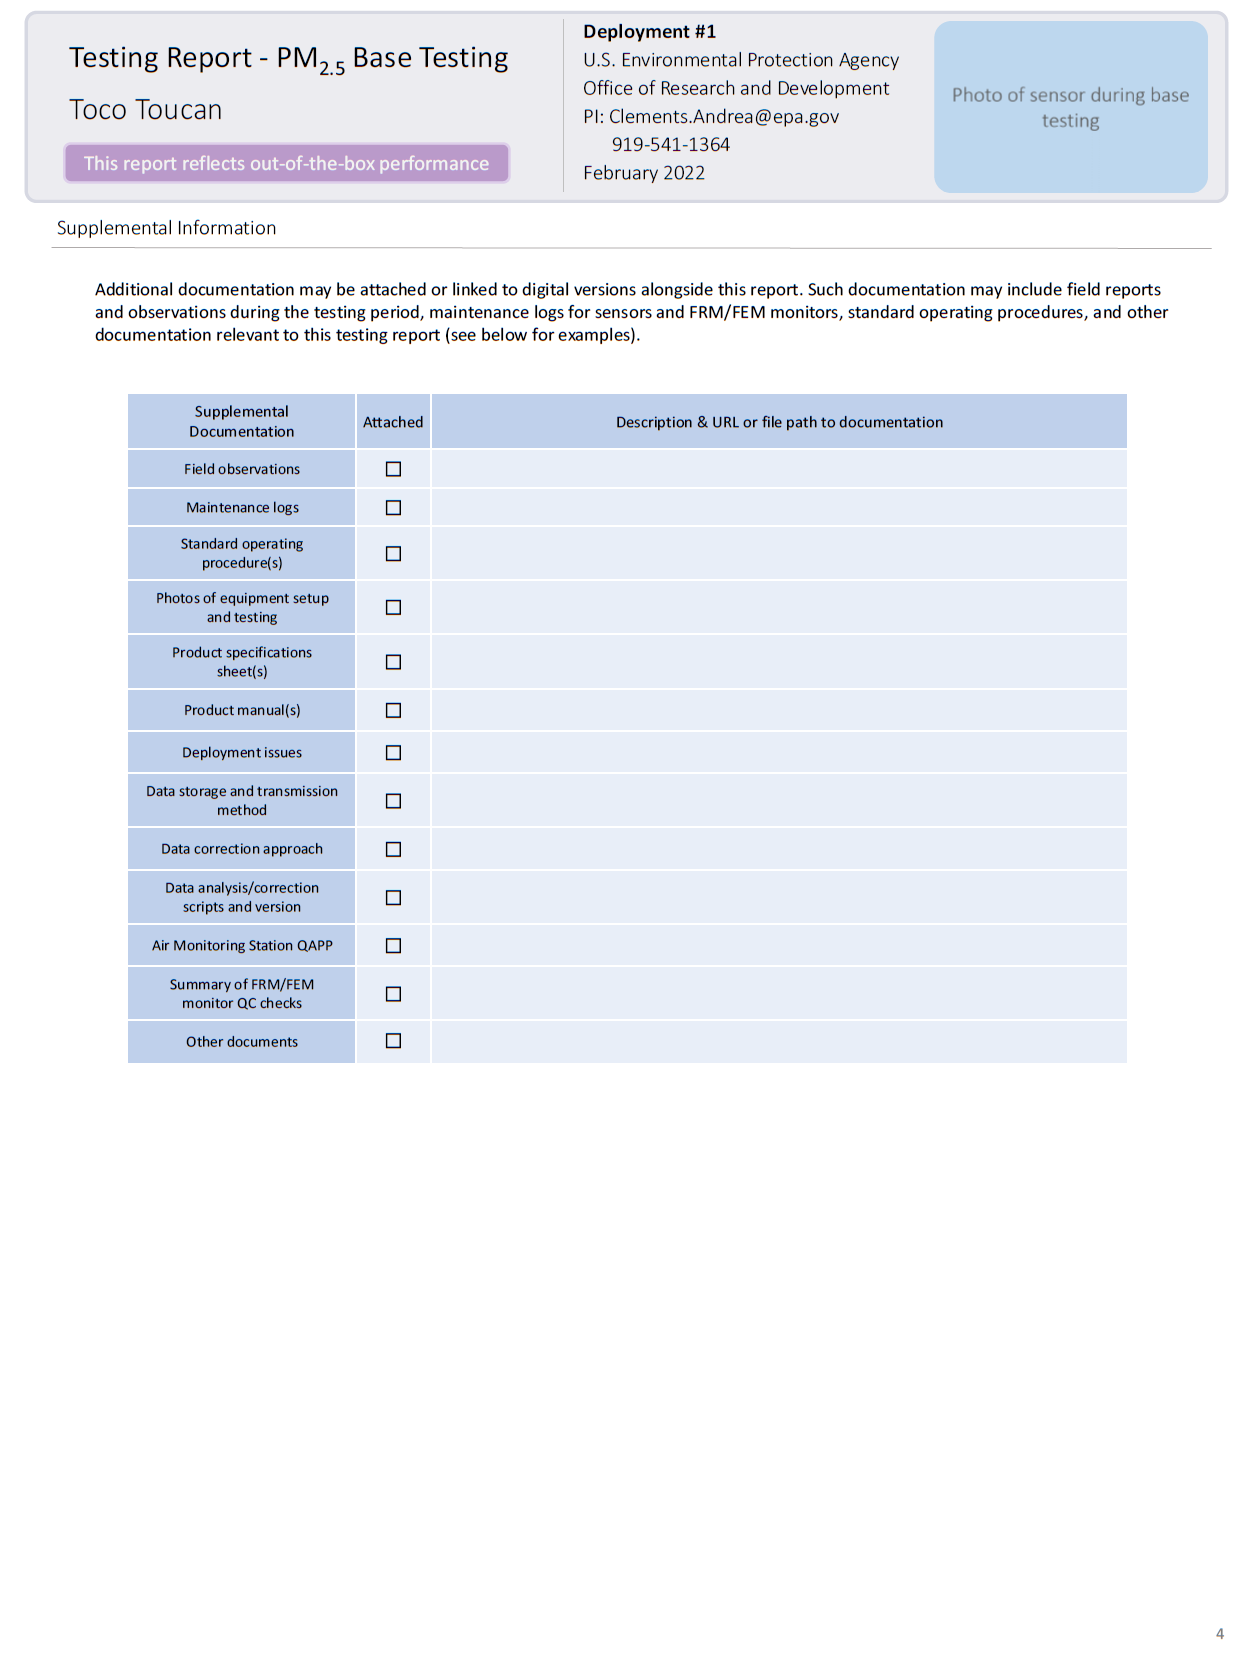 Testing Report - PM2.5 Base Testing
Toco Toucan
This report reflects out-of-the-box performance
Deployment #1
U.S. Environmental Protection Agency
Office of Research and Development
PI: Clements.Andrea@epa.gov
919-541-1364
February 2022
Photo of sensor during base
testing
Supplemental Information
Additional documentation may be attached or linked to digital versions alongside this report. Such documentation may include field reports
and observations during the testing period, maintenance logs for sensors and FRM/FEM monitors, standard operating procedures, and other
documentation relevant to this testing report (see below for examples).
Supplemental
Documentation
Attached
Description & URL or file path to documentation
Field observations
☐
Maintenance logs
☐
Standard operating
procedure(s)
☐
Photos of equipment setup
and testing
☐
Product specifications
sheet(s)
☐
Product manual(s)
☐
Deployment issues
☐
Data storage and transmission
method
☐
Data correction approach
☐
Data analysis/correction
scripts and version
☐
Air Monitoring Station QAPP
☐
Summary of FRM/FEM
monitor QC checks
☐
Other documents
☐
4